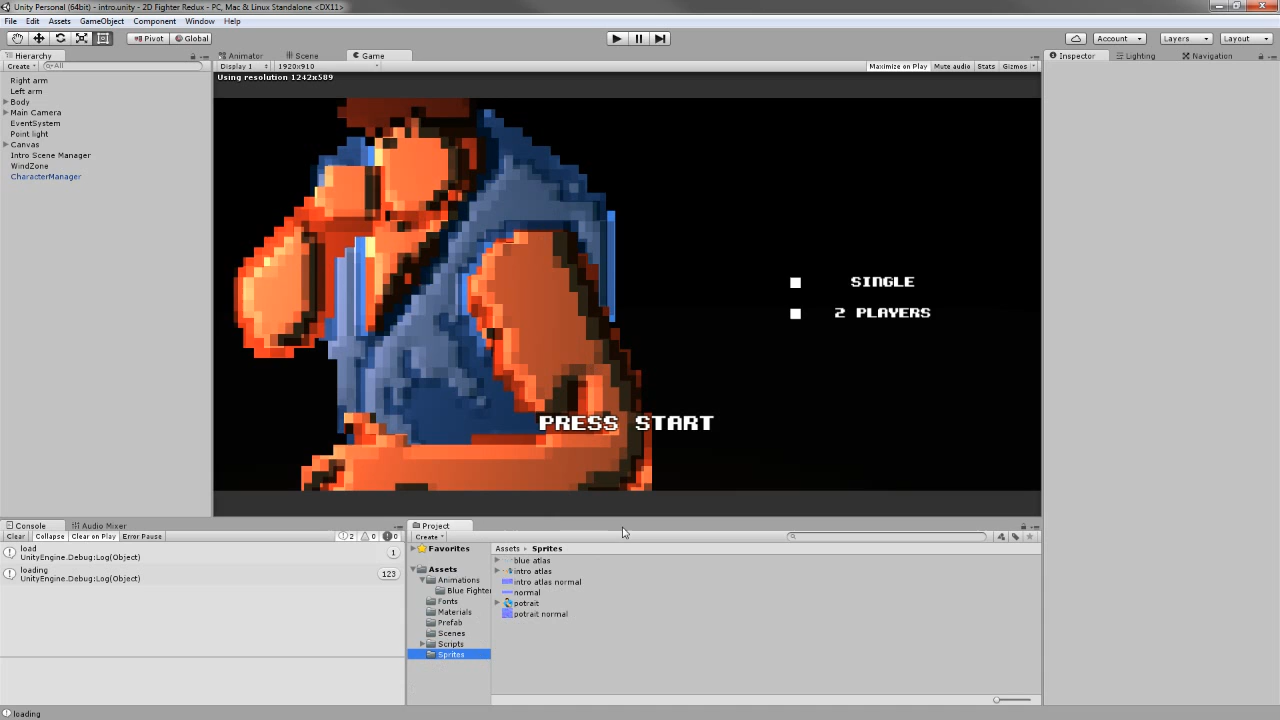 Unity Personal (64bit) - intro.unity - 2D Fighter Redux - PC, Mac & Linux Standalone <DX11>
File Edit Assets GameObject Component Window Help
Pivot Global Account Layers Layout
Hierarchy Animator Scene Game Inspector Lighting Navigation
Create All Display 1 1920x910 Maximize on Play Mute audio Stats Gizmos
Using resolution 1242x589
Right arm
Left arm
Body
Main Camera
EventSystem
Point light
Canvas
Intro Scene Manager
WindZone
CharacterManager
SINGLE
2 PLAYERS
PRESS START
Console Audio Mixer Project
Clear Collapse Clear on Play Error Pause 2 0 0 Create
load
UnityEngine.Debug:Log(Object)
1
loading
UnityEngine.Debug:Log(Object)
123
Favorites
Assets
Animations
Blue Fighter
Fonts
Materials
Prefab
Scenes
Scripts
Sprites
Assets Sprites
blue atlas
intro atlas
intro atlas normal
normal
potrait
potrait normal
loading